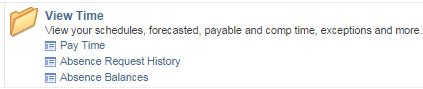 View Time
View your schedules, forecasted, payable and comp time, exceptions and more.
Pay Time
Absence Request History
Absence Balances